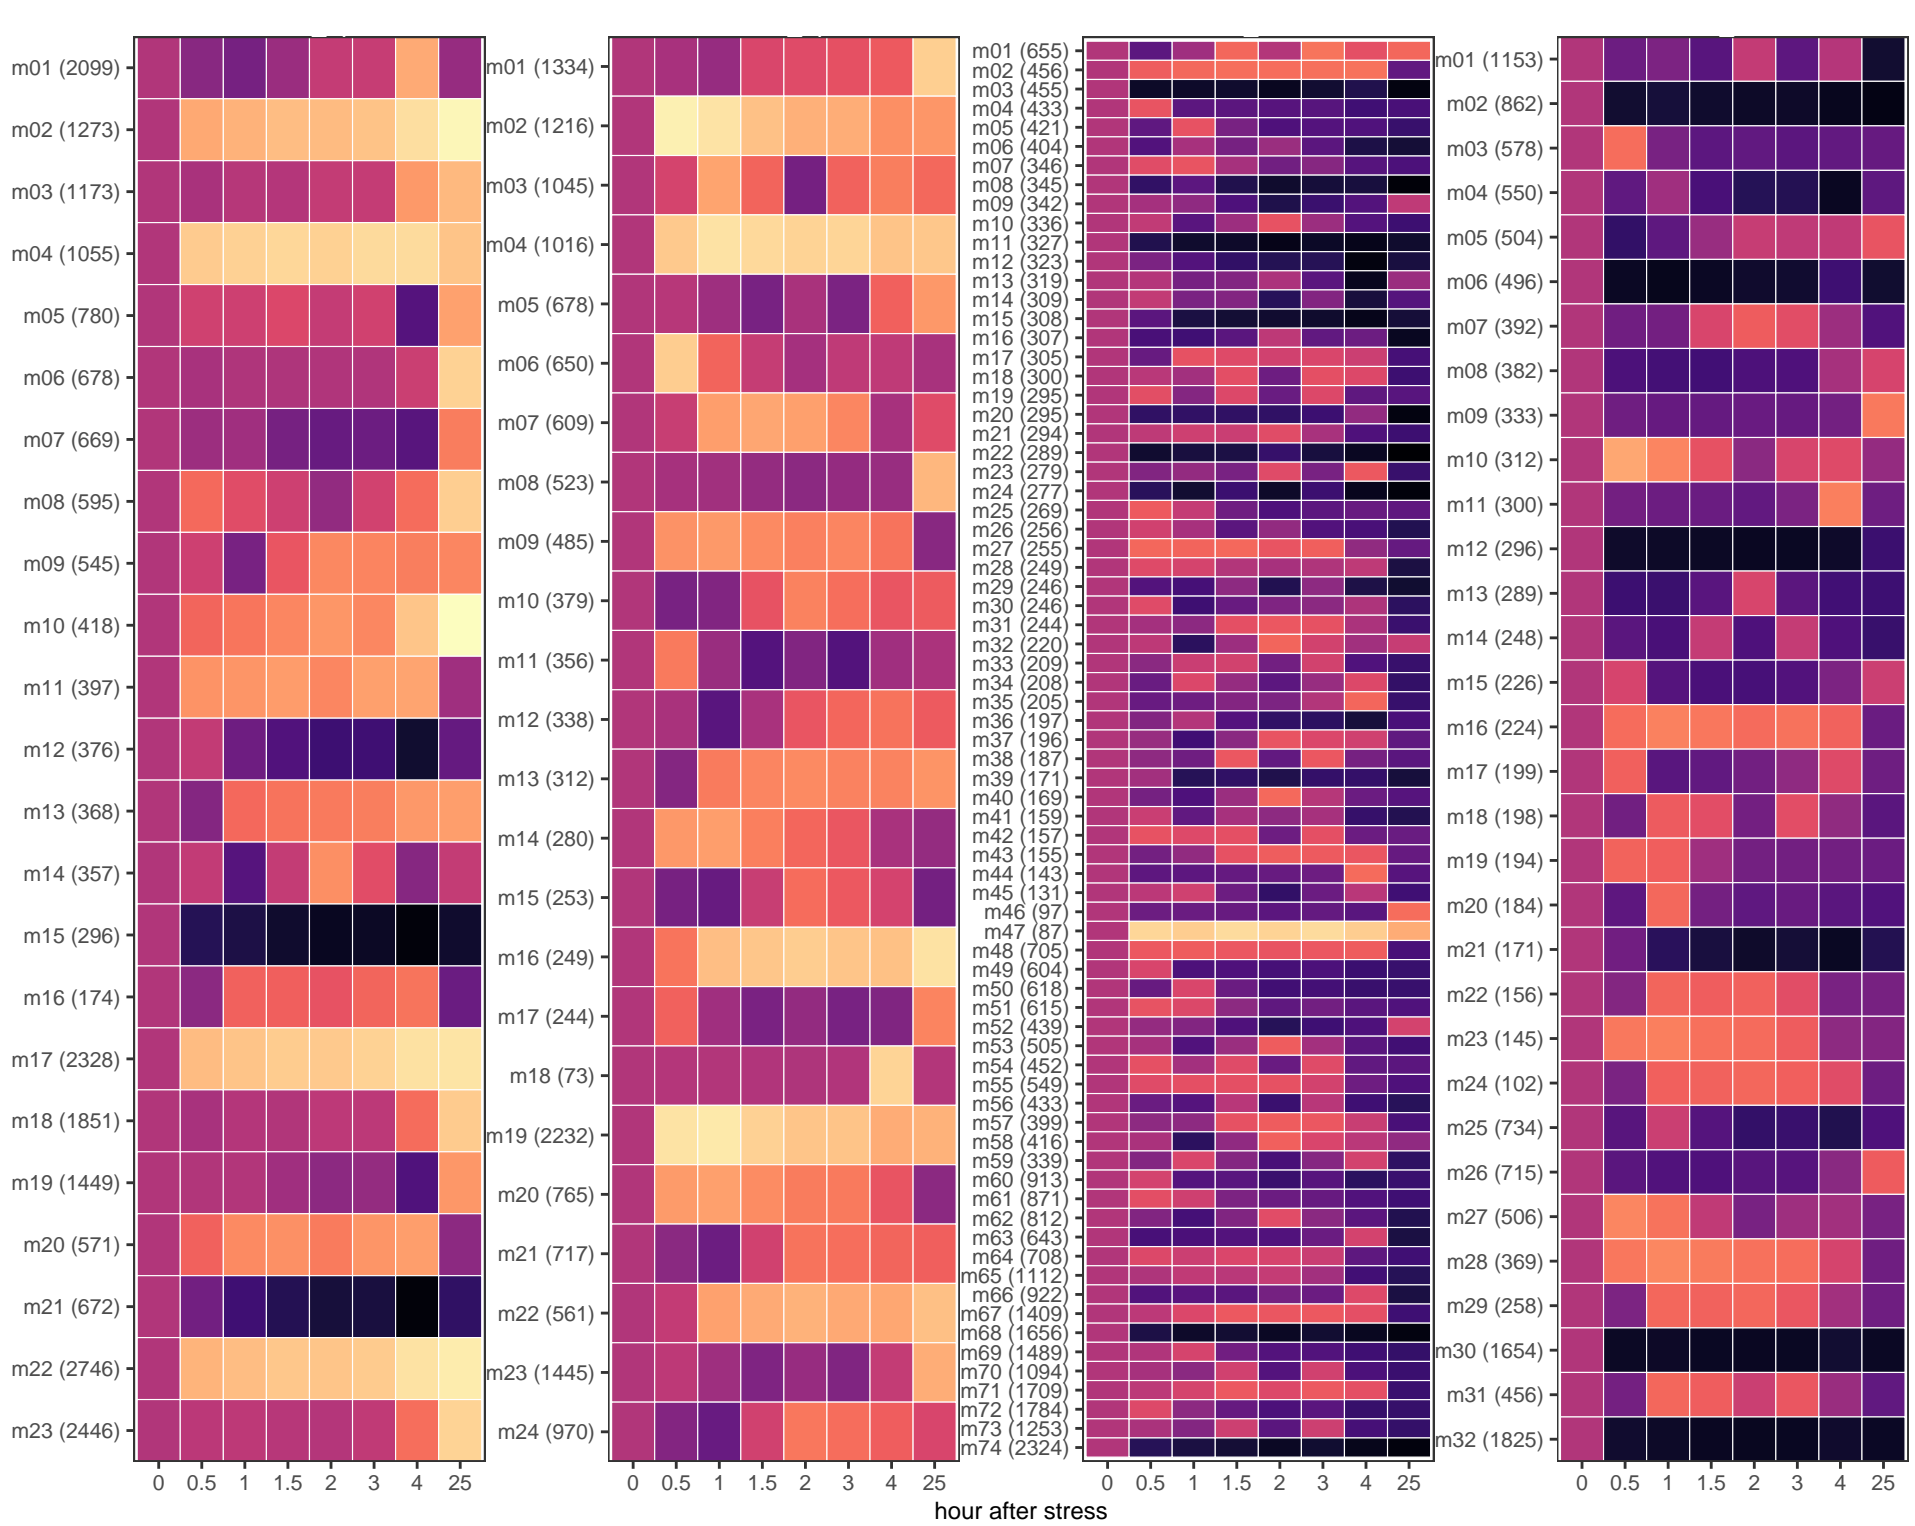 m01 (2099)
m02 (1273)
m03 (1173)
m04 (1055)
m05 (780)
m06 (678)
m07 (669)
m08 (595)
m09 (545)
m10 (418)
m11 (397)
m12 (376)
m13 (368)
m14 (357)
m15 (296)
m16 (174)
m17 (2328)
m18 (1851)
m19 (1449)
m20 (571)
m21 (672)
m22 (2746)
m23 (2446)
0 0.5 1 1.5 2 3 4 25
m01 (1334)
m02 (1216)
m03 (1045)
m04 (1016)
m05 (678)
m06 (650)
m07 (609)
m08 (523)
m09 (485)
m10 (379)
m11 (356)
m12 (338)
m13 (312)
m14 (280)
m15 (253)
m16 (249)
m17 (244)
m18 (73)
m19 (2232)
m20 (765)
m21 (717)
m22 (561)
m23 (1445)
m24 (970)
0 0.5 1 1.5 2 3 4 25
m01 (655)
m02 (456)
m03 (455)
m04 (433)
m05 (421)
m06 (404)
m07 (346)
m08 (345)
m09 (342)
m10 (336)
m11 (327)
m12 (323)
m13 (319)
m14 (309)
m15 (308)
m16 (307)
m17 (305)
m18 (300)
m19 (295)
m20 (295)
m21 (294)
m22 (289)
m23 (279)
m24 (277)
m25 (269)
m26 (256)
m27 (255)
m28 (249)
m29 (246)
m30 (246)
m31 (244)
m32 (220)
m33 (209)
m34 (208)
m35 (205)
m36 (197)
m37 (196)
m38 (187)
m39 (171)
m40 (169)
m41 (159)
m42 (157)
m43 (155)
m44 (143)
m45 (131)
m46 (97)
m47 (87)
m48 (705)
m49 (604)
m50 (618)
m51 (615)
m52 (439)
m53 (505)
m54 (452)
m55 (549)
m56 (433)
m57 (399)
m58 (416)
m59 (339)
m60 (913)
m61 (871)
m62 (812)
m63 (643)
m64 (708)
m65 (1112)
m66 (922)
m67 (1409)
m68 (1656)
m69 (1489)
m70 (1094)
m71 (1709)
m72 (1784)
m73 (1253)
m74 (2324)
0 0.5 1 1.5 2 3 4 25
m01 (1153)
m02 (862)
m03 (578)
m04 (550)
m05 (504)
m06 (496)
m07 (392)
m08 (382)
m09 (333)
m10 (312)
m11 (300)
m12 (296)
m13 (289)
m14 (248)
m15 (226)
m16 (224)
m17 (199)
m18 (198)
m19 (194)
m20 (184)
m21 (171)
m22 (156)
m23 (145)
m24 (102)
m25 (734)
m26 (715)
m27 (506)
m28 (369)
m29 (258)
m30 (1654)
m31 (456)
m32 (1825)
0 0.5 1 1.5 2 3 4 25
hour after stress